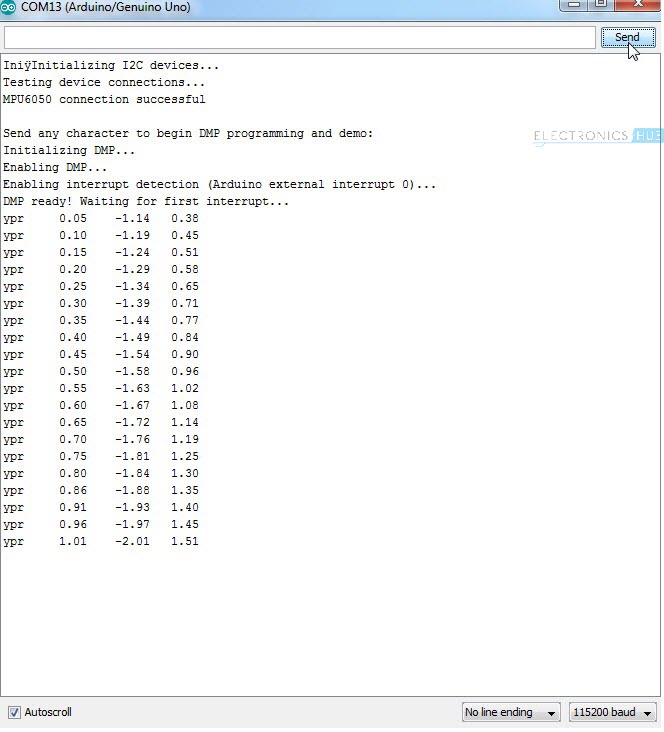 COM13 (Arduino/Genuino Uno)
Send
IniÿInitializing I2C devices...
Testing device connections...
MPU6050 connection successful
Send any character to begin DMP programming and demo:
ELECTRONICS HUB
Initializing DMP...
Enabling DMP...
Enabling interrupt detection (Arduino external interrupt 0)...
DMP ready! Waiting for first interrupt...
ypr 0.05 -1.14 0.38
ypr 0.10 -1.19 0.45
ypr 0.15 -1.24 0.51
ypr 0.20 -1.29 0.58
ypr 0.25 -1.34 0.65
ypr 0.30 -1.39 0.71
ypr 0.35 -1.44 0.77
ypr 0.40 -1.49 0.84
ypr 0.45 -1.54 0.90
ypr 0.50 -1.58 0.96
ypr 0.55 -1.63 1.02
ypr 0.60 -1.67 1.08
ypr 0.65 -1.72 1.14
ypr 0.70 -1.76 1.19
ypr 0.75 -1.81 1.25
ypr 0.80 -1.84 1.30
ypr 0.86 -1.88 1.35
ypr 0.91 -1.93 1.40
ypr 0.96 -1.97 1.45
ypr 1.01 -2.01 1.51
Autoscroll
No line ending
115200 baud